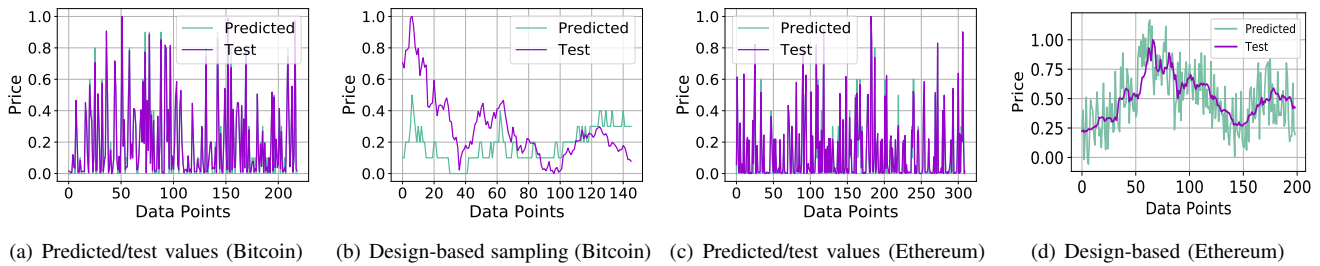 Predicted
Test
Price
1.0
0.8
0.6
0.4
0.2
0.0
0
50
100
150
200
Data Points
(a) Predicted/test values (Bitcoin)
Predicted
Test
Price
1.0
0.8
0.6
0.4
0.2
0.0
0
20
40
60
80
100
120
140
Data Points
(b) Design-based sampling (Bitcoin)
Predicted
Test
Price
1.0
0.8
0.6
0.4
0.2
0.0
0
50
100
150
200
250
300
Data Points
(c) Predicted/test values (Ethereum)
Predicted
Test
Price
1.00
0.75
0.50
0.25
0.00
0
50
100
150
200
Data Points
(d) Design-based (Ethereum)